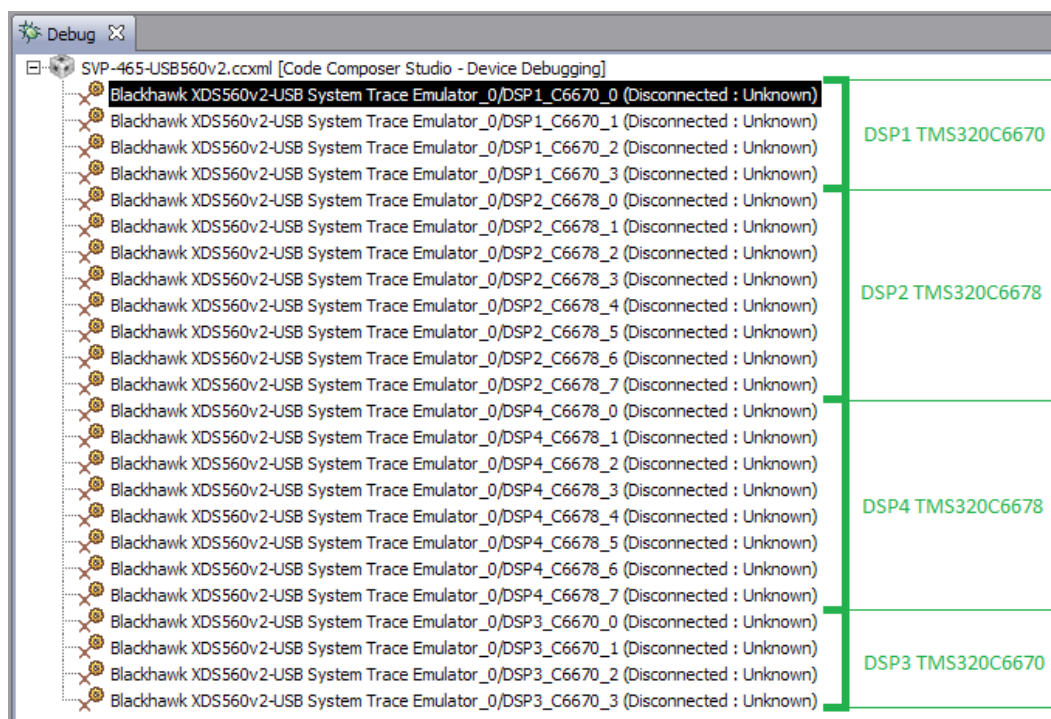 Debug
SVP-465-USB560v2.ccxml [Code Composer Studio - Device Debugging]
Blackhawk XDS560v2-USB System Trace Emulator_0/DSP1_C6670_0 (Disconnected : Unknown)
Blackhawk XDS560v2-USB System Trace Emulator_0/DSP1_C6670_1 (Disconnected : Unknown)
Blackhawk XDS560v2-USB System Trace Emulator_0/DSP1_C6670_2 (Disconnected : Unknown)
Blackhawk XDS560v2-USB System Trace Emulator_0/DSP1_C6670_3 (Disconnected : Unknown)
DSP1 TMS320C6670
Blackhawk XDS560v2-USB System Trace Emulator_0/DSP2_C6678_0 (Disconnected : Unknown)
Blackhawk XDS560v2-USB System Trace Emulator_0/DSP2_C6678_1 (Disconnected : Unknown)
Blackhawk XDS560v2-USB System Trace Emulator_0/DSP2_C6678_2 (Disconnected : Unknown)
Blackhawk XDS560v2-USB System Trace Emulator_0/DSP2_C6678_3 (Disconnected : Unknown)
Blackhawk XDS560v2-USB System Trace Emulator_0/DSP2_C6678_4 (Disconnected : Unknown)
Blackhawk XDS560v2-USB System Trace Emulator_0/DSP2_C6678_5 (Disconnected : Unknown)
Blackhawk XDS560v2-USB System Trace Emulator_0/DSP2_C6678_6 (Disconnected : Unknown)
Blackhawk XDS560v2-USB System Trace Emulator_0/DSP2_C6678_7 (Disconnected : Unknown)
DSP2 TMS320C6678
Blackhawk XDS560v2-USB System Trace Emulator_0/DSP4_C6678_0 (Disconnected : Unknown)
Blackhawk XDS560v2-USB System Trace Emulator_0/DSP4_C6678_1 (Disconnected : Unknown)
Blackhawk XDS560v2-USB System Trace Emulator_0/DSP4_C6678_2 (Disconnected : Unknown)
Blackhawk XDS560v2-USB System Trace Emulator_0/DSP4_C6678_3 (Disconnected : Unknown)
Blackhawk XDS560v2-USB System Trace Emulator_0/DSP4_C6678_4 (Disconnected : Unknown)
Blackhawk XDS560v2-USB System Trace Emulator_0/DSP4_C6678_5 (Disconnected : Unknown)
Blackhawk XDS560v2-USB System Trace Emulator_0/DSP4_C6678_6 (Disconnected : Unknown)
Blackhawk XDS560v2-USB System Trace Emulator_0/DSP4_C6678_7 (Disconnected : Unknown)
DSP4 TMS320C6678
Blackhawk XDS560v2-USB System Trace Emulator_0/DSP3_C6670_0 (Disconnected : Unknown)
Blackhawk XDS560v2-USB System Trace Emulator_0/DSP3_C6670_1 (Disconnected : Unknown)
Blackhawk XDS560v2-USB System Trace Emulator_0/DSP3_C6670_2 (Disconnected : Unknown)
Blackhawk XDS560v2-USB System Trace Emulator_0/DSP3_C6670_3 (Disconnected : Unknown)
DSP3 TMS320C6670